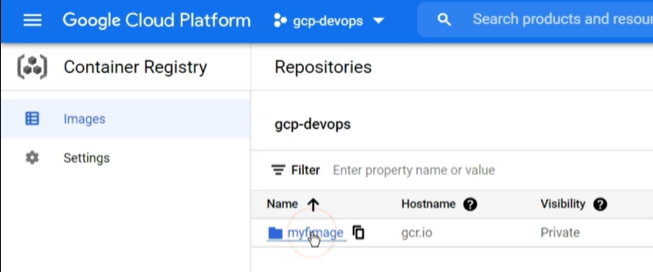 Google Cloud Platform gcp-devops Search products and resour
Container Registry Repositories
Images
gcp-devops
Settings
Filter Enter property name or value
Name Hostname Visibility
gcr.io Private